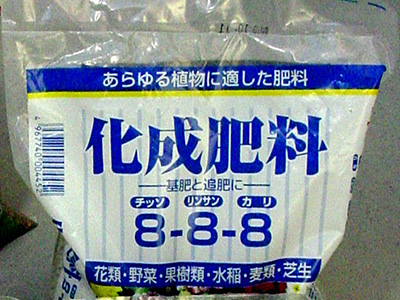 あらゆる植物に適した肥料
化成肥料
基肥と追肥に
チッソ リンサン カリ
8-8-8
花類・野菜・果樹類・水稲・麦類・芝生